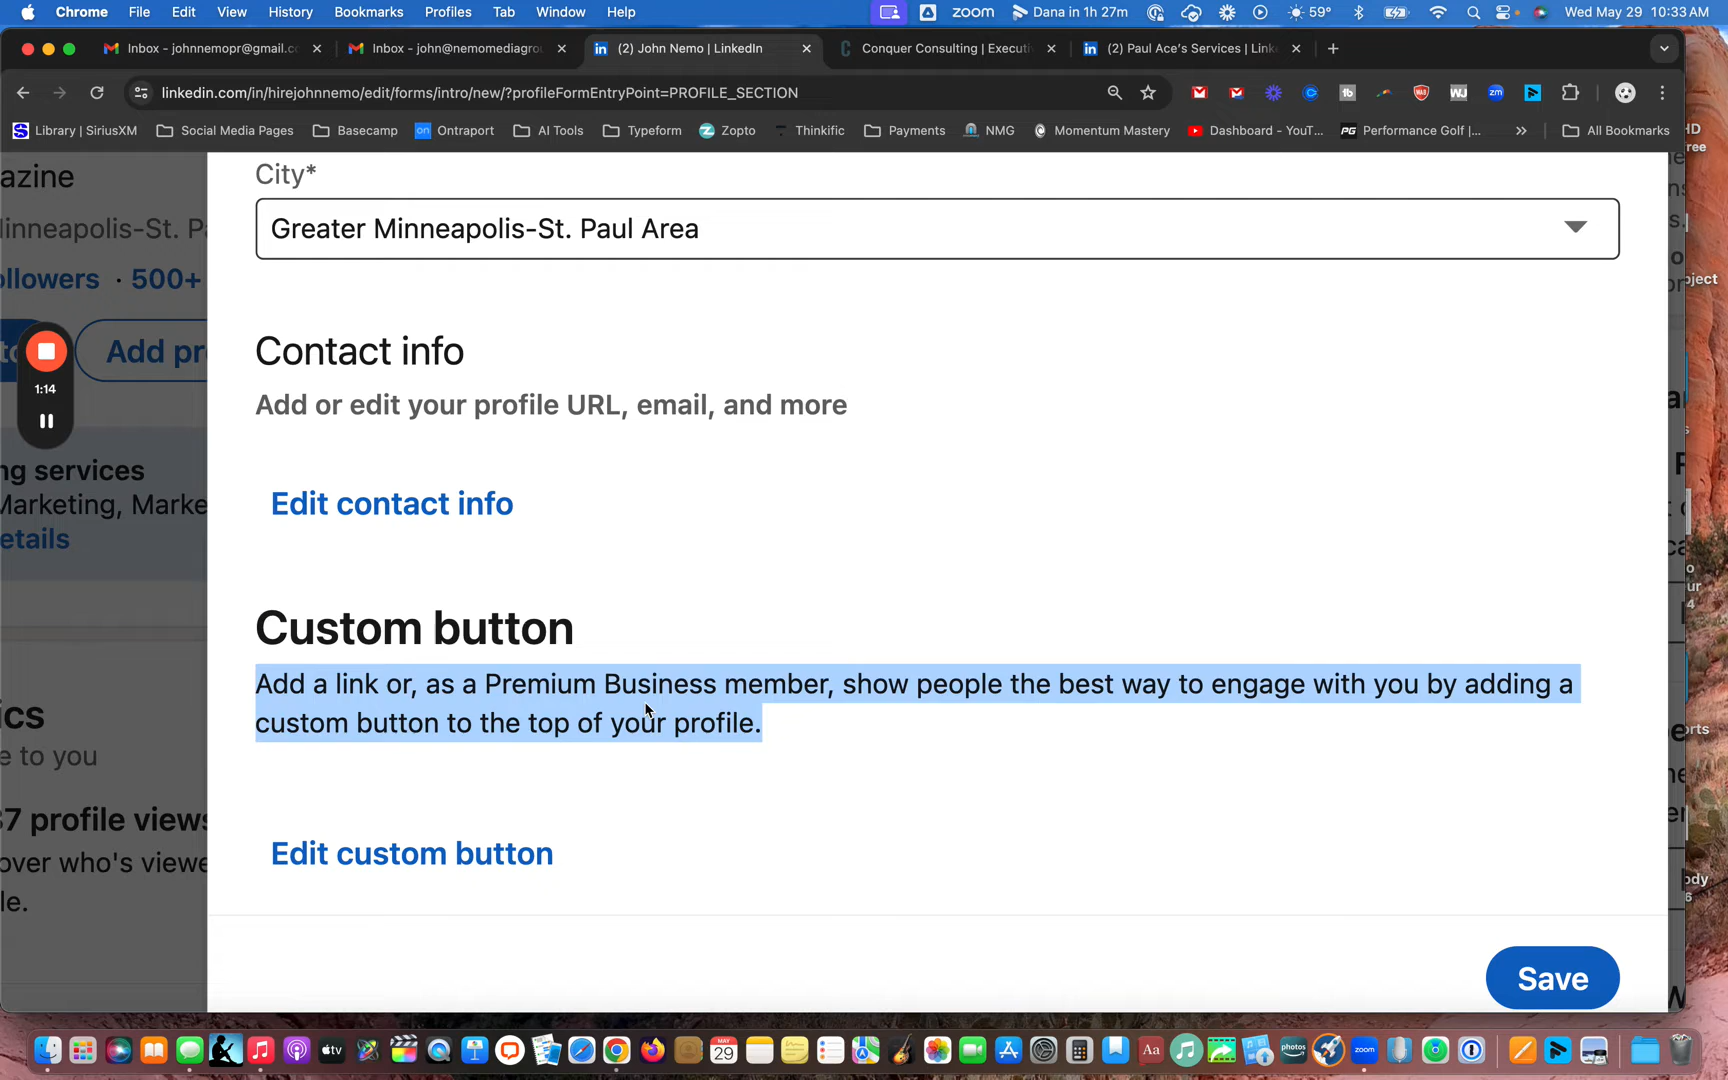 Chrome File Edit View History Bookmarks Profiles Tab Window Help zoom Dana in 1h 27m 59° Wed May 29 10:33 AM
Inbox - johnnemopr@gmail.c Inbox - john@nemomediagro (2) John Nemo | LinkedIn Conquer Consulting | Executi (2) Paul Ace's Services | Link
linkedin.com/in/hirejohnnemo/edit/forms/intro/new/?profileFormEntryPoint=PROFILE_SECTION
Library | SiriusXM Social Media Pages Basecamp Ontraport AI Tools Typeform Zopto Thinkific Payments NMG Momentum Mastery Dashboard - YouT... Performance Golf |... » All Bookmarks
azine
City*
Greater Minneapolis-St. Paul Area
inneapolis-St. P
ollowers · 500+
Contact info
Add pr
1:14
Add or edit your profile URL, email, and more
ng services
Marketing, Marke
etails
Edit contact info
Custom button
Add a link or, as a Premium Business member, show people the best way to engage with you by adding a
custom button to the top of your profile.
ics
e to you
37 profile views
over who's viewe
le.
Edit custom button
Save